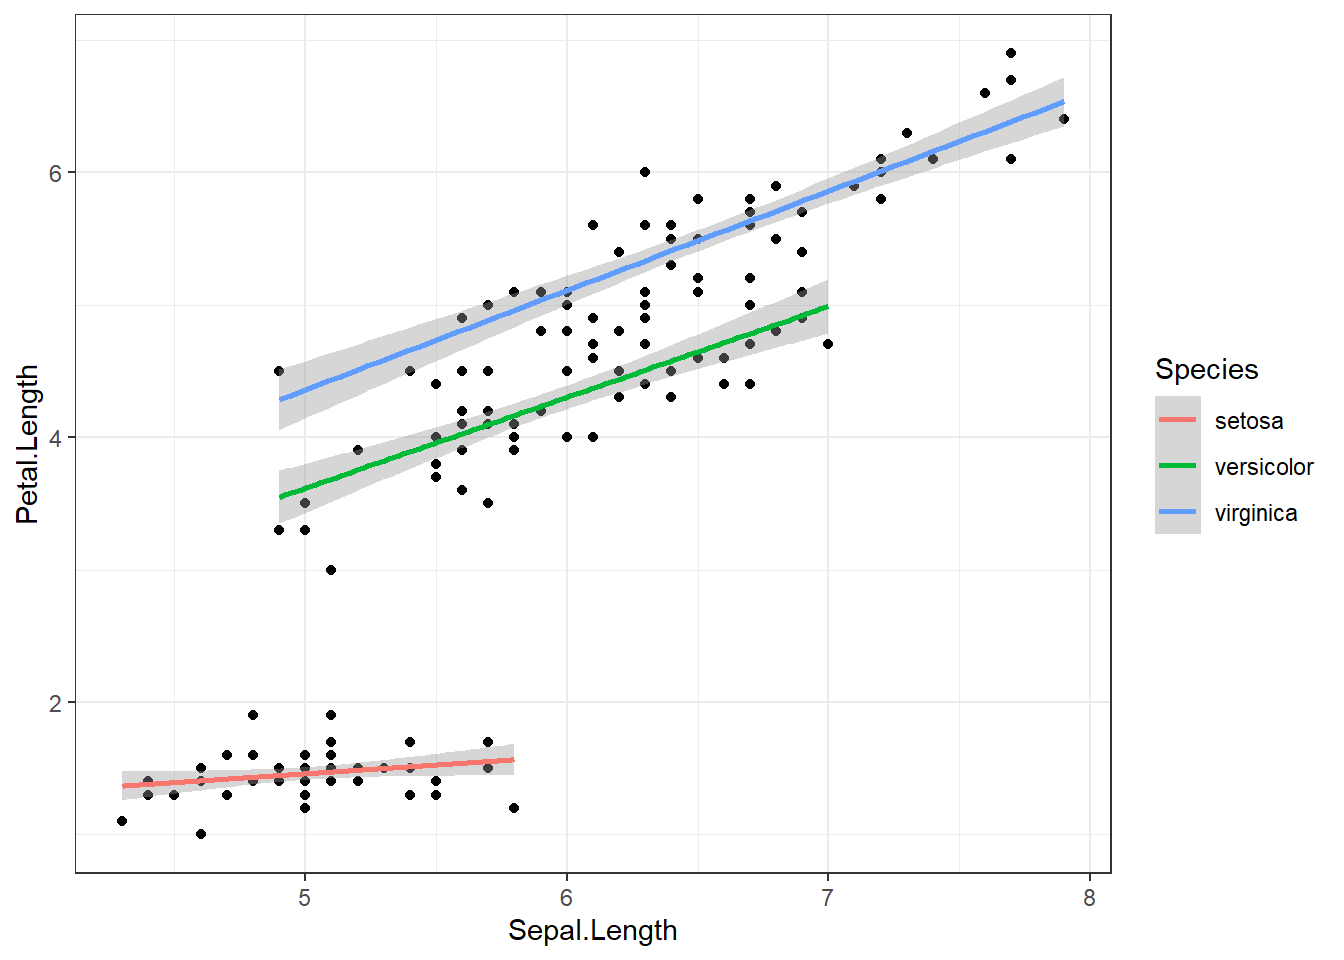 6
4
2
Petal.Length
5 6 7 8
Sepal.Length
Species
setosa
versicolor
virginica